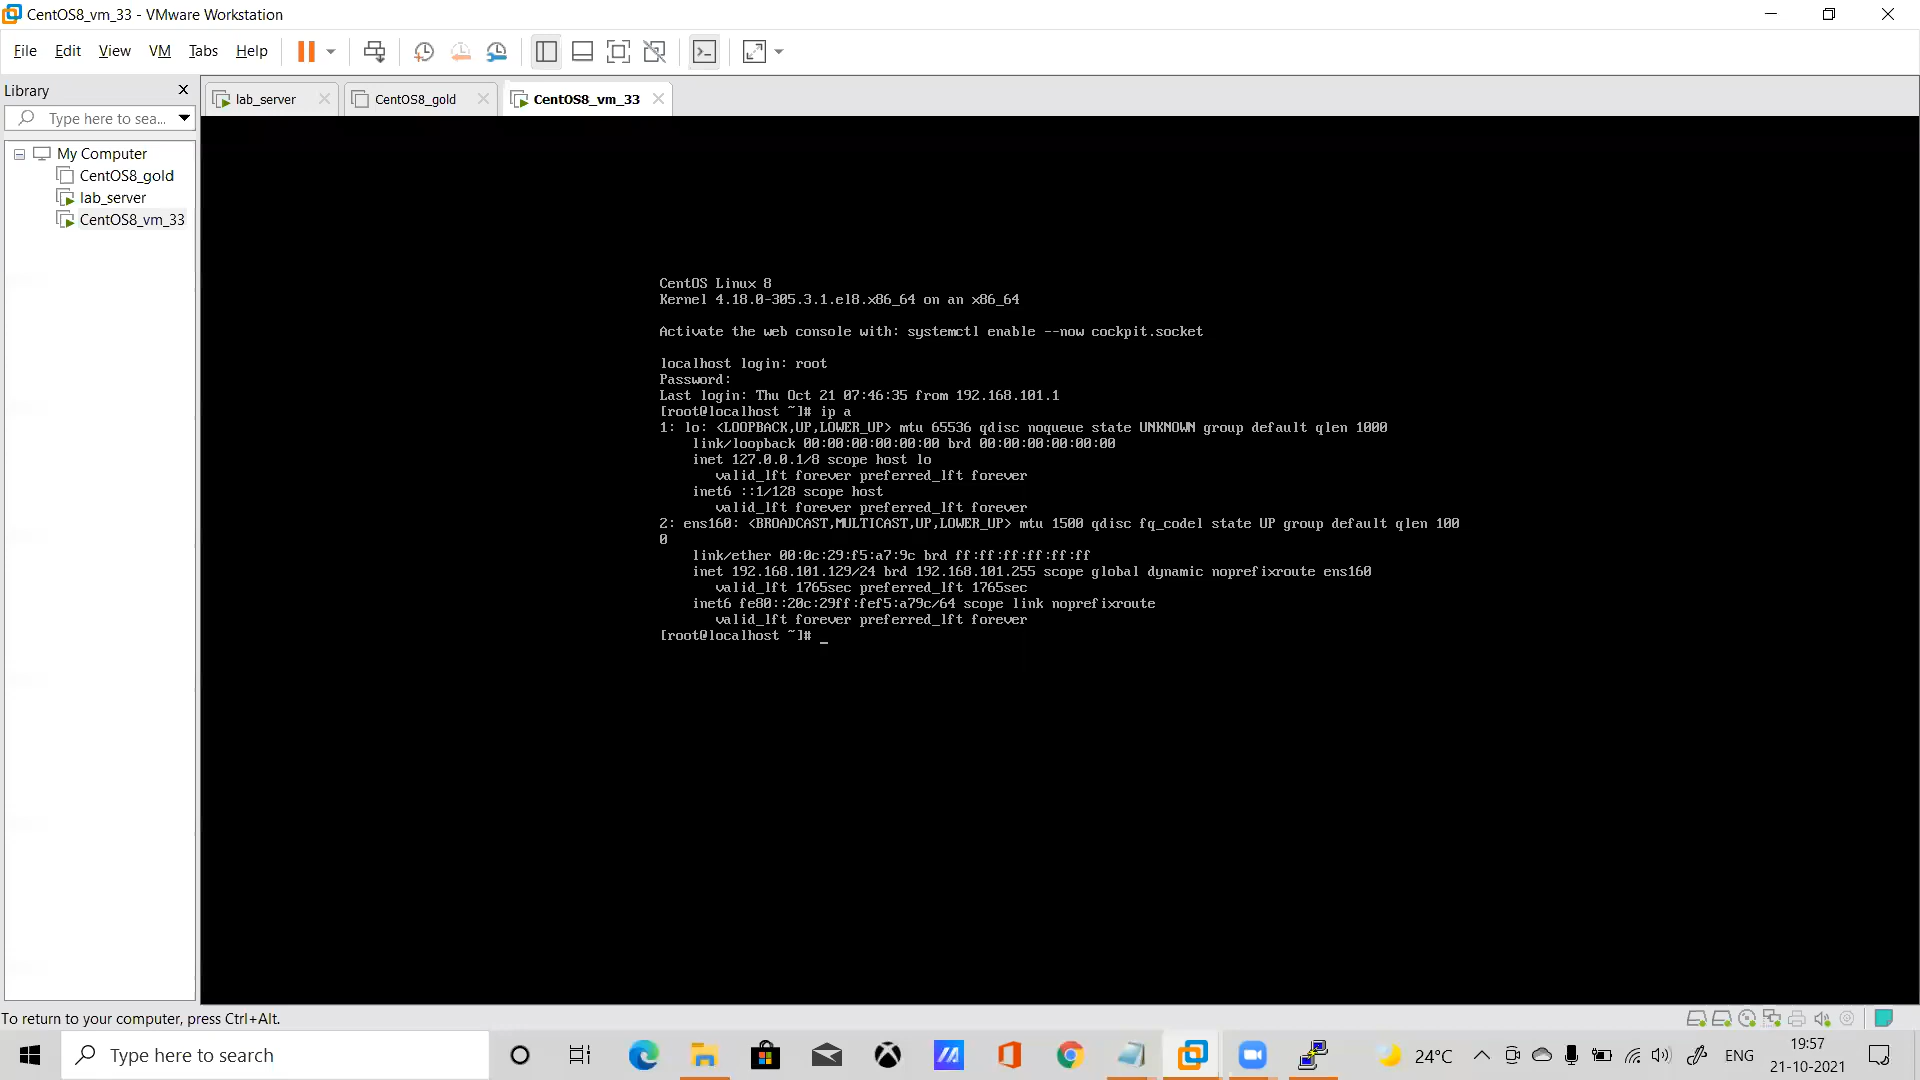 CentOS8_vm_33 - VMware Workstation
File Edit View VM Tabs Help
Library
lab_server
CentOS8_gold
CentOS8_vm_33
Type here to sea...
My Computer
CentOS8_gold
lab_server
CentOS8_vm_33
CentOS Linux 8
Kernel 4.18.0-305.3.1.el8.x86_64 on an x86_64
Activate the web console with: systemctl enable --now cockpit.socket
localhost login: root
Password:
Last login: Thu Oct 21 07:46:35 from 192.168.101.1
[root@localhost ~]# ip a
1: lo: <LOOPBACK,UP,LOWER_UP> mtu 65536 qdisc noqueue state UNKNOWN group default qlen 1000
link/loopback 00:00:00:00:00:00 brd 00:00:00:00:00:00
inet 127.0.0.1/8 scope host lo
valid_lft forever preferred_lft forever
inet6 ::1/128 scope host
valid_lft forever preferred_lft forever
2: ens160: <BROADCAST,MULTICAST,UP,LOWER_UP> mtu 1500 qdisc fq_codel state UP group default qlen 100
0
link/ether 00:0c:29:f5:a7:9c brd ff:ff:ff:ff:ff:ff
inet 192.168.101.129/24 brd 192.168.101.255 scope global dynamic noprefixroute ens160
valid_lft 1765sec preferred_lft 1765sec
inet6 fe80::20c:29ff:fef5:a79c/64 scope link noprefixroute
valid_lft forever preferred_lft forever
[root@localhost ~]# _
To return to your computer, press Ctrl+Alt.
Type here to search
24°C
ENG
19:57
21-10-2021